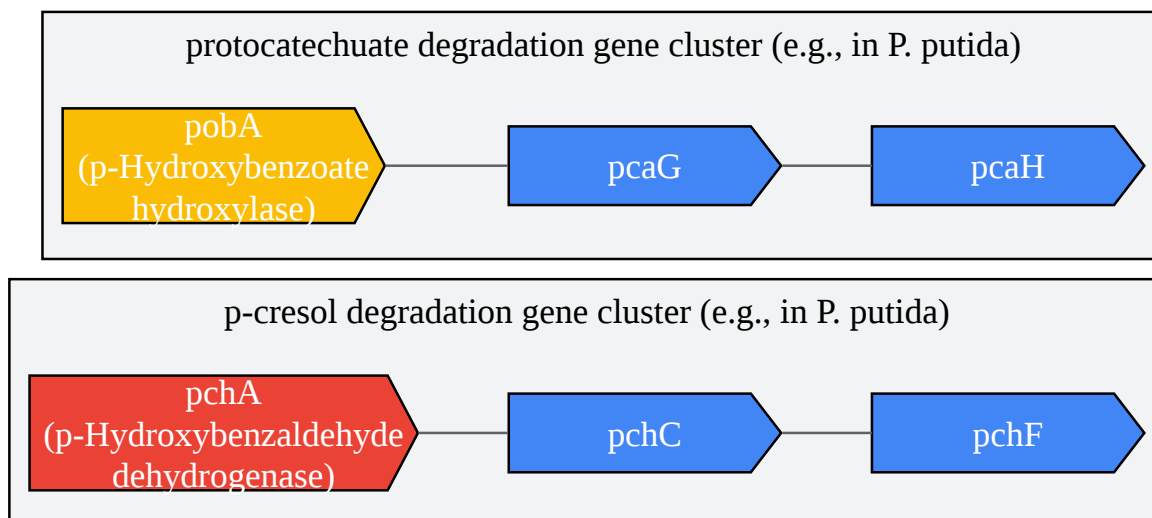 protocatechuate degradation gene cluster (e.g., in P. putida)
pobA
(p-Hydroxybenzoate
hydroxylase)
pcaG
pcaH
p-cresol degradation gene cluster (e.g., in P. putida)
pchA
(p-Hydroxybenzaldehyde
dehydrogenase)
pchC
pchF